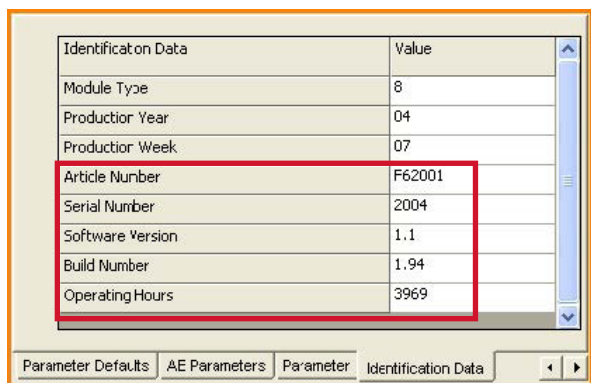 Identification Data Value
Module Type 8
Production Year 04
Production Week 07
Article Number F62001
Serial Number 2004
Software Version 1.1
Build Number 1.94
Operating Hours 3969
Parameter Defaults AE Parameters Parameter Identification Data